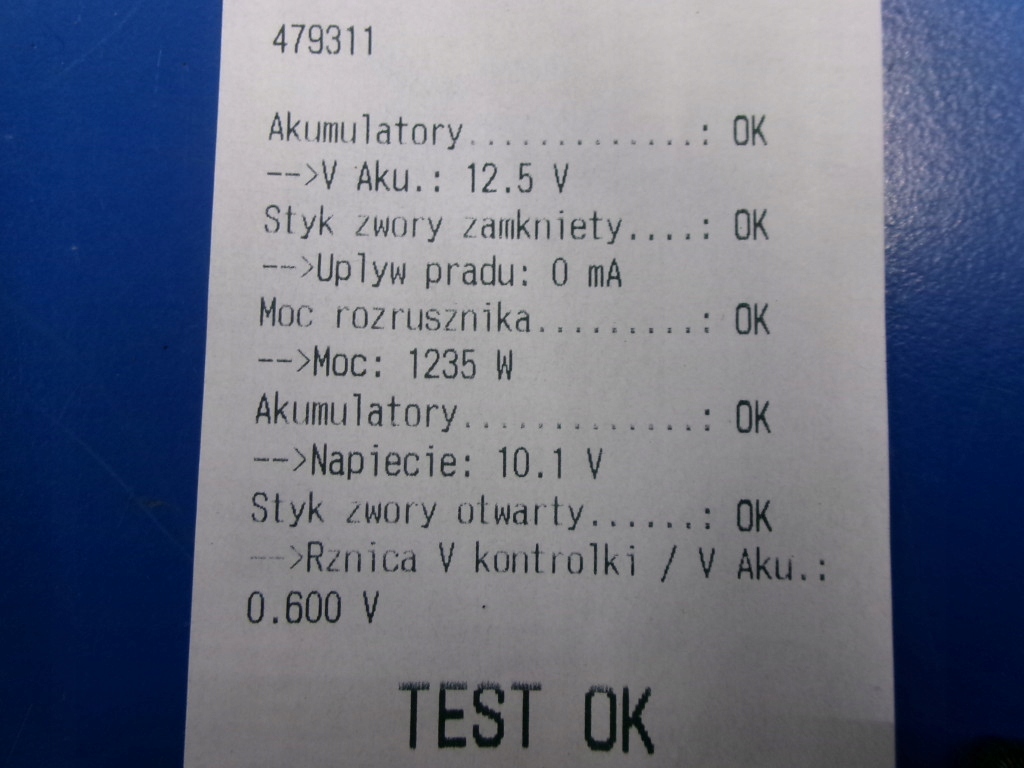 479311
Akumulatory.............: OK
-->V Aku.: 12.5 V
Styk zwory zamkniety....: OK
-->Uplyw pradu: 0 mA
Moc rozrusznika.........: OK
-->Moc: 1235 W
Akumulatory.............: OK
-->Napiecie: 10.1 V
Styk zwory otwarty......: OK
-->Rznica V kontrolki / V Aku.:
0.600 V
TEST OK